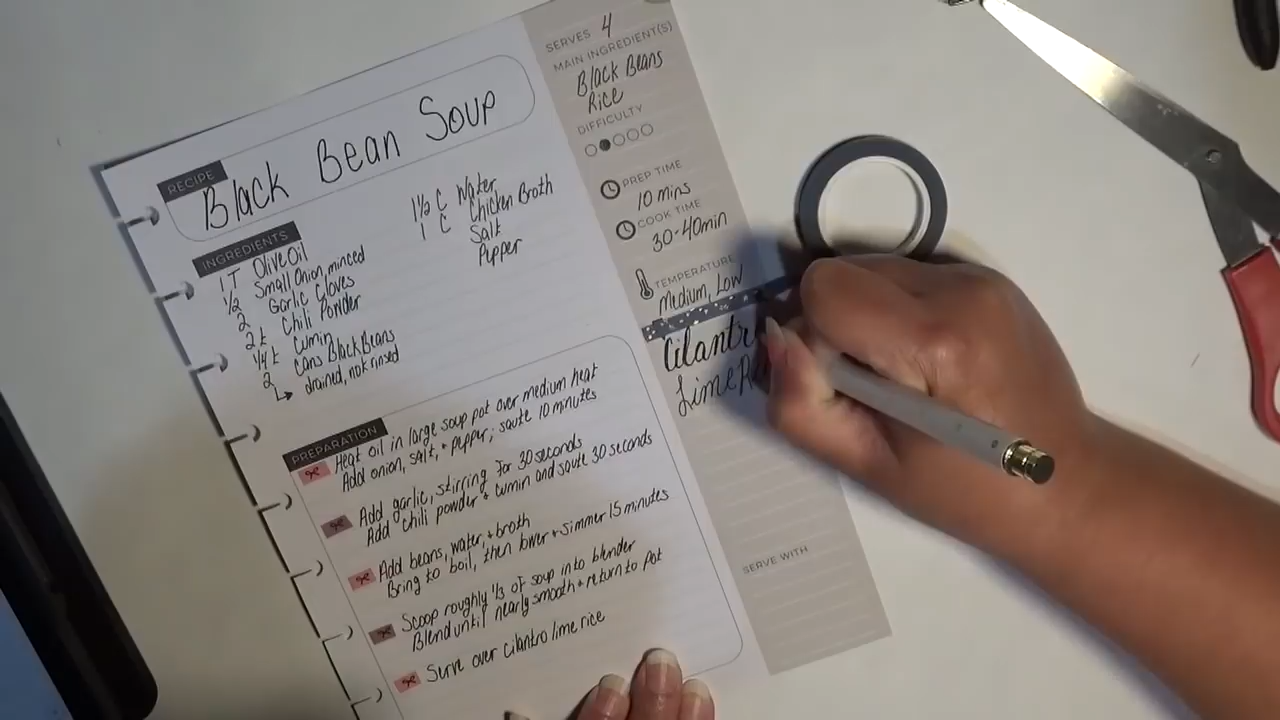 RECIPE
Black Bean Soup
INGREDIENTS
1 T Olive Oil
1/2 Small Onion, minced
2 Garlic Cloves
2 t Chili Powder
1/4 t Cumin
2 cans Black Beans
drained, not rinsed
1 1/2 C Water
1 C Chicken Broth
Salt
Pepper
PREPARATION
Heat oil in large soup pot over medium heat
Add onion, salt, + pepper; saute 10 minutes
Add garlic, stirring for 30 seconds
Add chili powder + cumin and saute 30 seconds
Add beans, water, + broth
Bring to boil, then lower + simmer 15 minutes
Scoop roughly 1/3 of soup into blender
Blend until nearly smooth + return to pot
Serve over cilantro lime rice
SERVES 4
MAIN INGREDIENT(S)
Black Beans
Rice
DIFFICULTY
PREP TIME
10 mins
COOK TIME
30-40min
TEMPERATURE
Medium, Low
Cilantr
Lime R
SERVE WITH